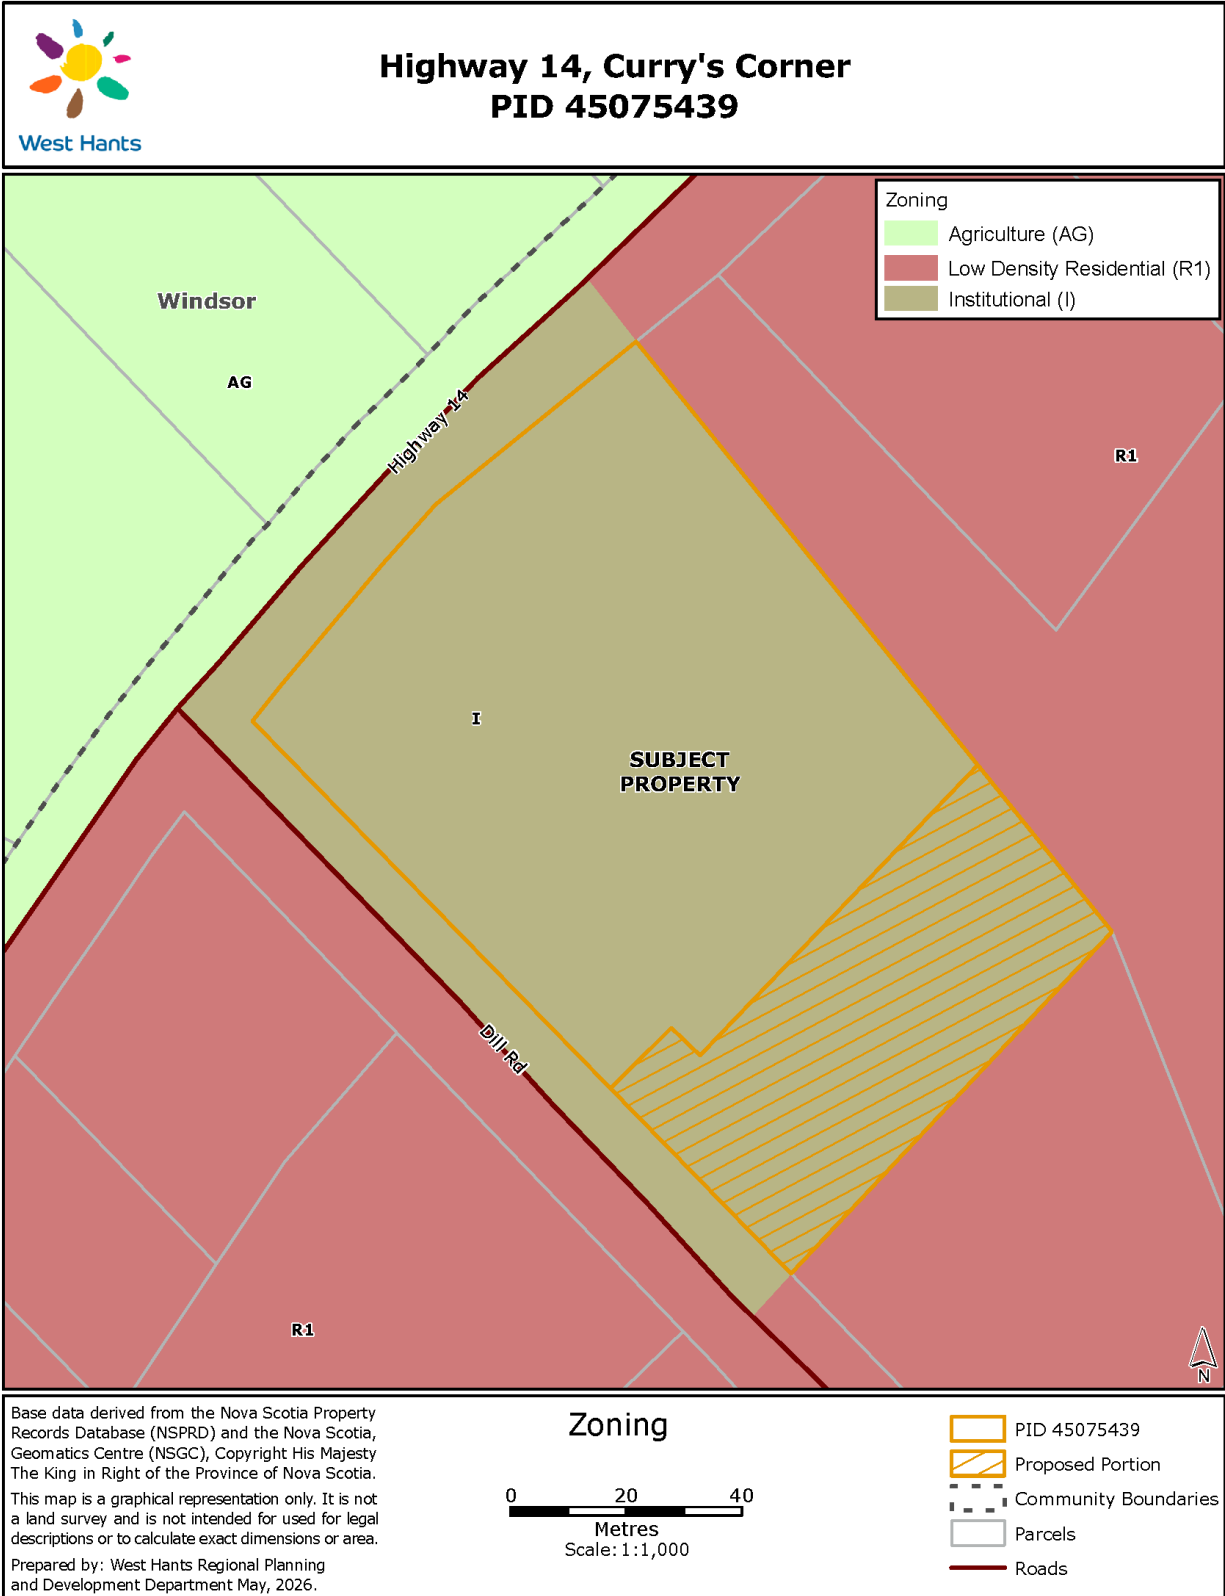 West Hants
Highway 14, Curry's Corner
PID 45075439
Zoning
Agriculture (AG)
Low Density Residential (R1)
Institutional (I)
Windsor
AG
Highway 14
R1
I
SUBJECT
PROPERTY
Dill Rd
R1
N
Base data derived from the Nova Scotia Property
Records Database (NSPRD) and the Nova Scotia,
Geomatics Centre (NSGC), Copyright His Majesty
The King in Right of the Province of Nova Scotia.
This map is a graphical representation only. It is not
a land survey and is not intended for used for legal
descriptions or to calculate exact dimensions or area.
Prepared by: West Hants Regional Planning
and Development Department May, 2026.
Zoning
0 20 40
Metres
Scale: 1:1,000
PID 45075439
Proposed Portion
Community Boundaries
Parcels
Roads